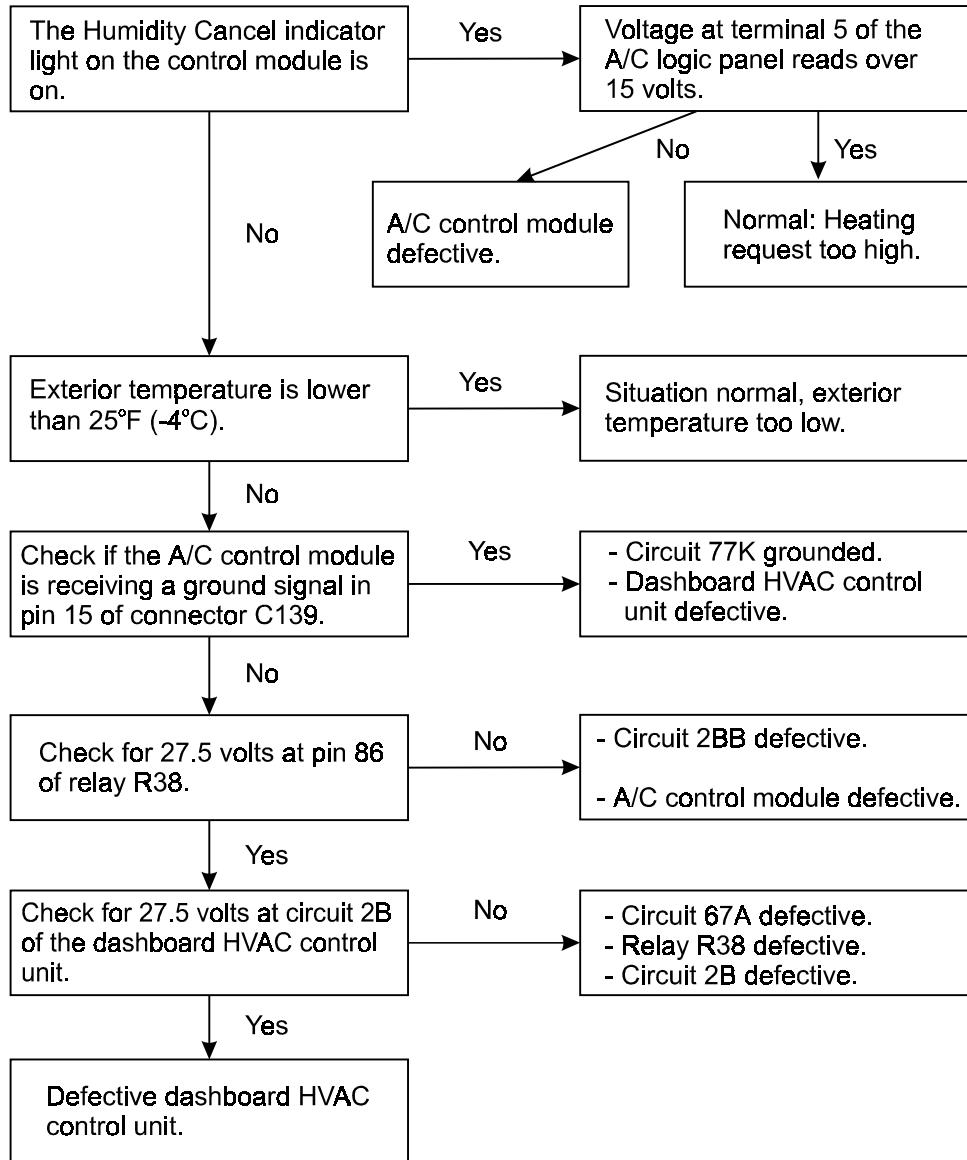 The Humidity Cancel indicator
light on the control module is
on.
Yes
Voltage at terminal 5 of the
A/C logic panel reads over
15 volts.
No
Yes
A/C control module
defective.
Normal: Heating
request too high.
No
Exterior temperature is lower
than 25°F (-4°C).
Yes
Situation normal, exterior
temperature too low.
No
Check if the A/C control module
is receiving a ground signal in
pin 15 of connector C139.
Yes
- Circuit 77K grounded.
- Dashboard HVAC control
unit defective.
No
Check for 27.5 volts at pin 86
of relay R38.
No
- Circuit 2BB defective.
- A/C control module defective.
Yes
Check for 27.5 volts at circuit 2B
of the dashboard HVAC control
unit.
No
- Circuit 67A defective.
- Relay R38 defective.
- Circuit 2B defective.
Yes
Defective dashboard HVAC
control unit.